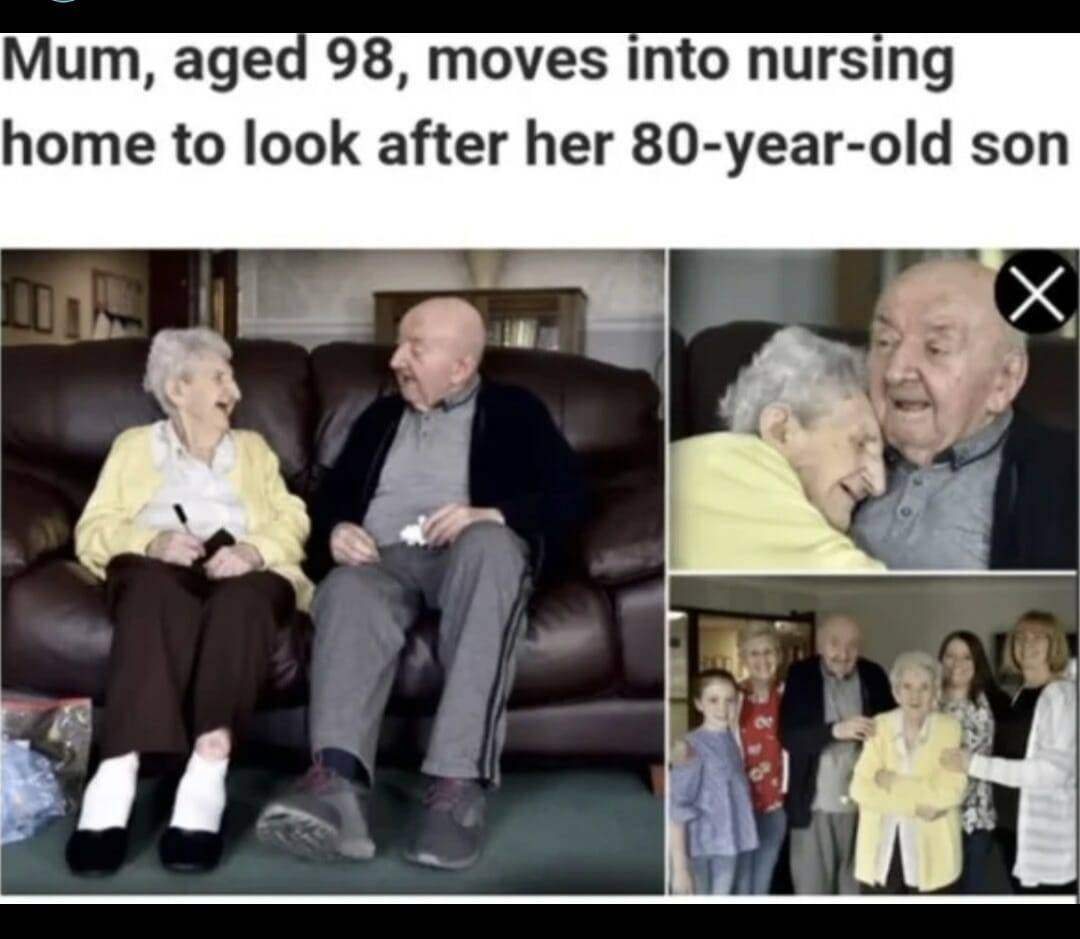 Mum, aged 98, moves into nursing
home to look after her 80-year-old son